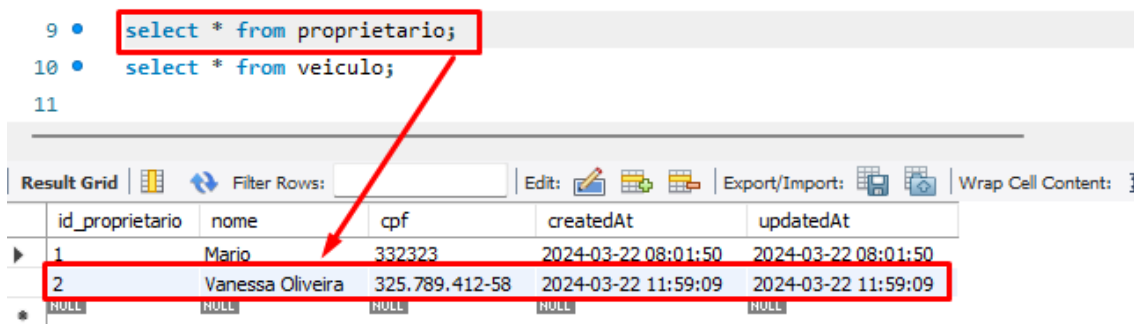 9 select * from proprietario;
10 select * from veiculo;
11
Result Grid Filter Rows: Edit: Export/Import: Wrap Cell Content:
id_proprietario nome cpf createdAt updatedAt
1 Mario 332323 2024-03-22 08:01:50 2024-03-22 08:01:50
2 Vanessa Oliveira 325.789.412-58 2024-03-22 11:59:09 2024-03-22 11:59:09
NULL NULL NULL NULL NULL